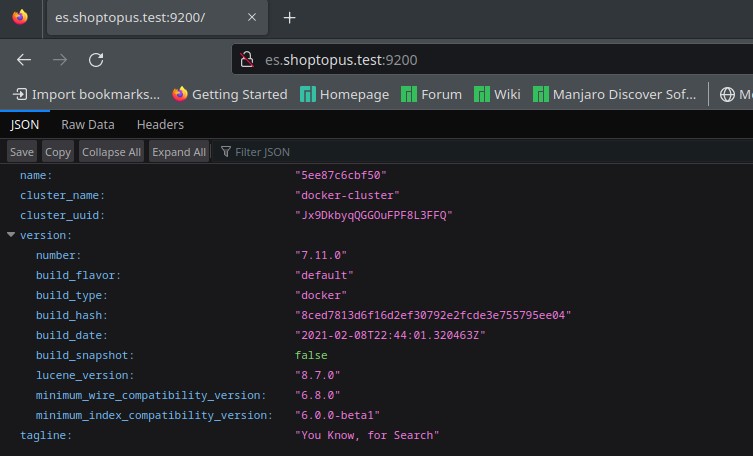 es.shoptopus.test:9200/
es.shoptopus.test:9200
Import bookmarks... Getting Started Homepage Forum Wiki Manjaro Discover Sof...
JSON Raw Data Headers
Save Copy Collapse All Expand All Filter JSON
name: "5ee87c6cbf50"
cluster_name: "docker-cluster"
cluster_uuid: "Jx9DkbyqQGGOuFPF8L3FFQ"
version:
number: "7.11.0"
build_flavor: "default"
build_type: "docker"
build_hash: "8ced7813d6f16d2ef30792e2fcde3e755795ee04"
build_date: "2021-02-08T22:44:01.320463Z"
build_snapshot: false
lucene_version: "8.7.0"
minimum_wire_compatibility_version: "6.8.0"
minimum_index_compatibility_version: "6.0.0-beta1"
tagline: "You Know, for Search"